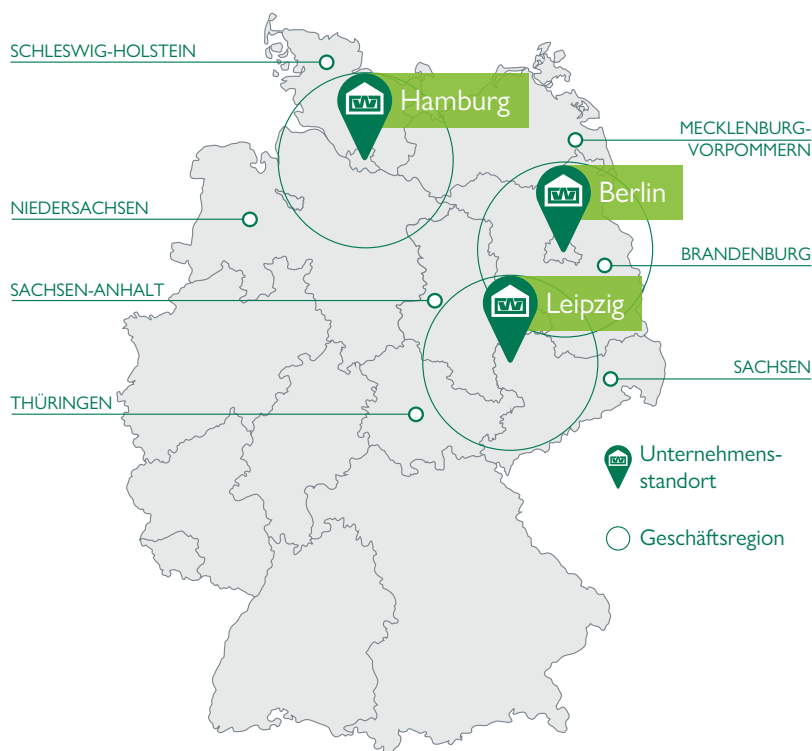 SCHLESWIG-HOLSTEIN
Hamburg
MECKLENBURG-
VORPOMMERN
Berlin
NIEDERSACHSEN
BRANDENBURG
SACHSEN-ANHALT
Leipzig
SACHSEN
THÜRINGEN
Unternehmens-
standort
Geschäftsregion